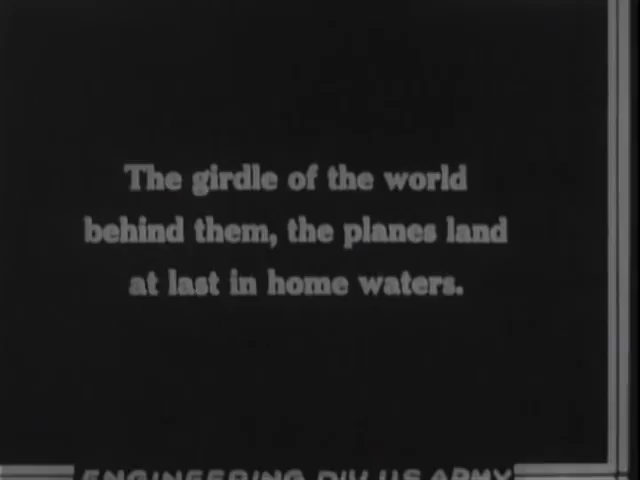 The girdle of the world
behind them, the planes land
at last in home waters.
ENGINEERING DIV. U.S. ARMY